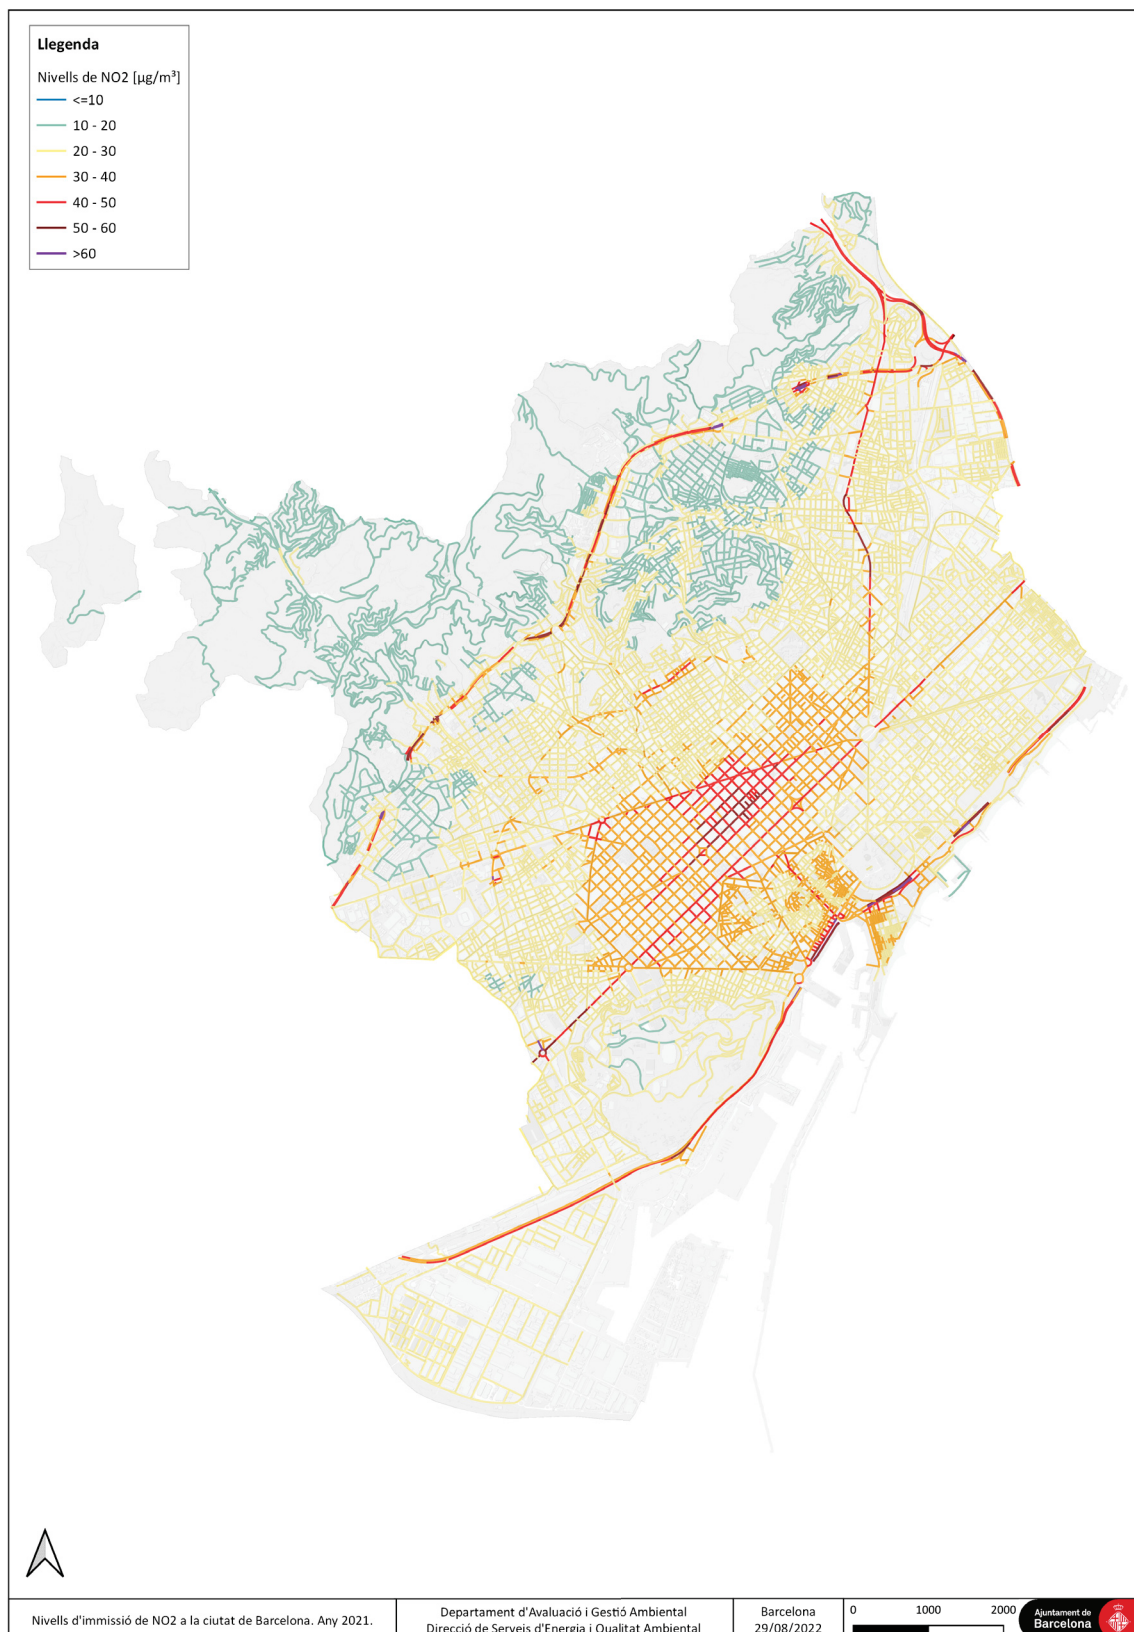 Llegenda
Nivells de NO2 [µg/m³]
<=10
10 - 20
20 - 30
30 - 40
40 - 50
50 - 60
>60
Nivells d'immissió de NO2 a la ciutat de Barcelona. Any 2021.
Departament d'Avaluació i Gestió Ambiental
Direcció de Serveis d'Energia i Qualitat Ambiental
Barcelona
29/08/2022
0 1000 2000
Ajuntament de
Barcelona